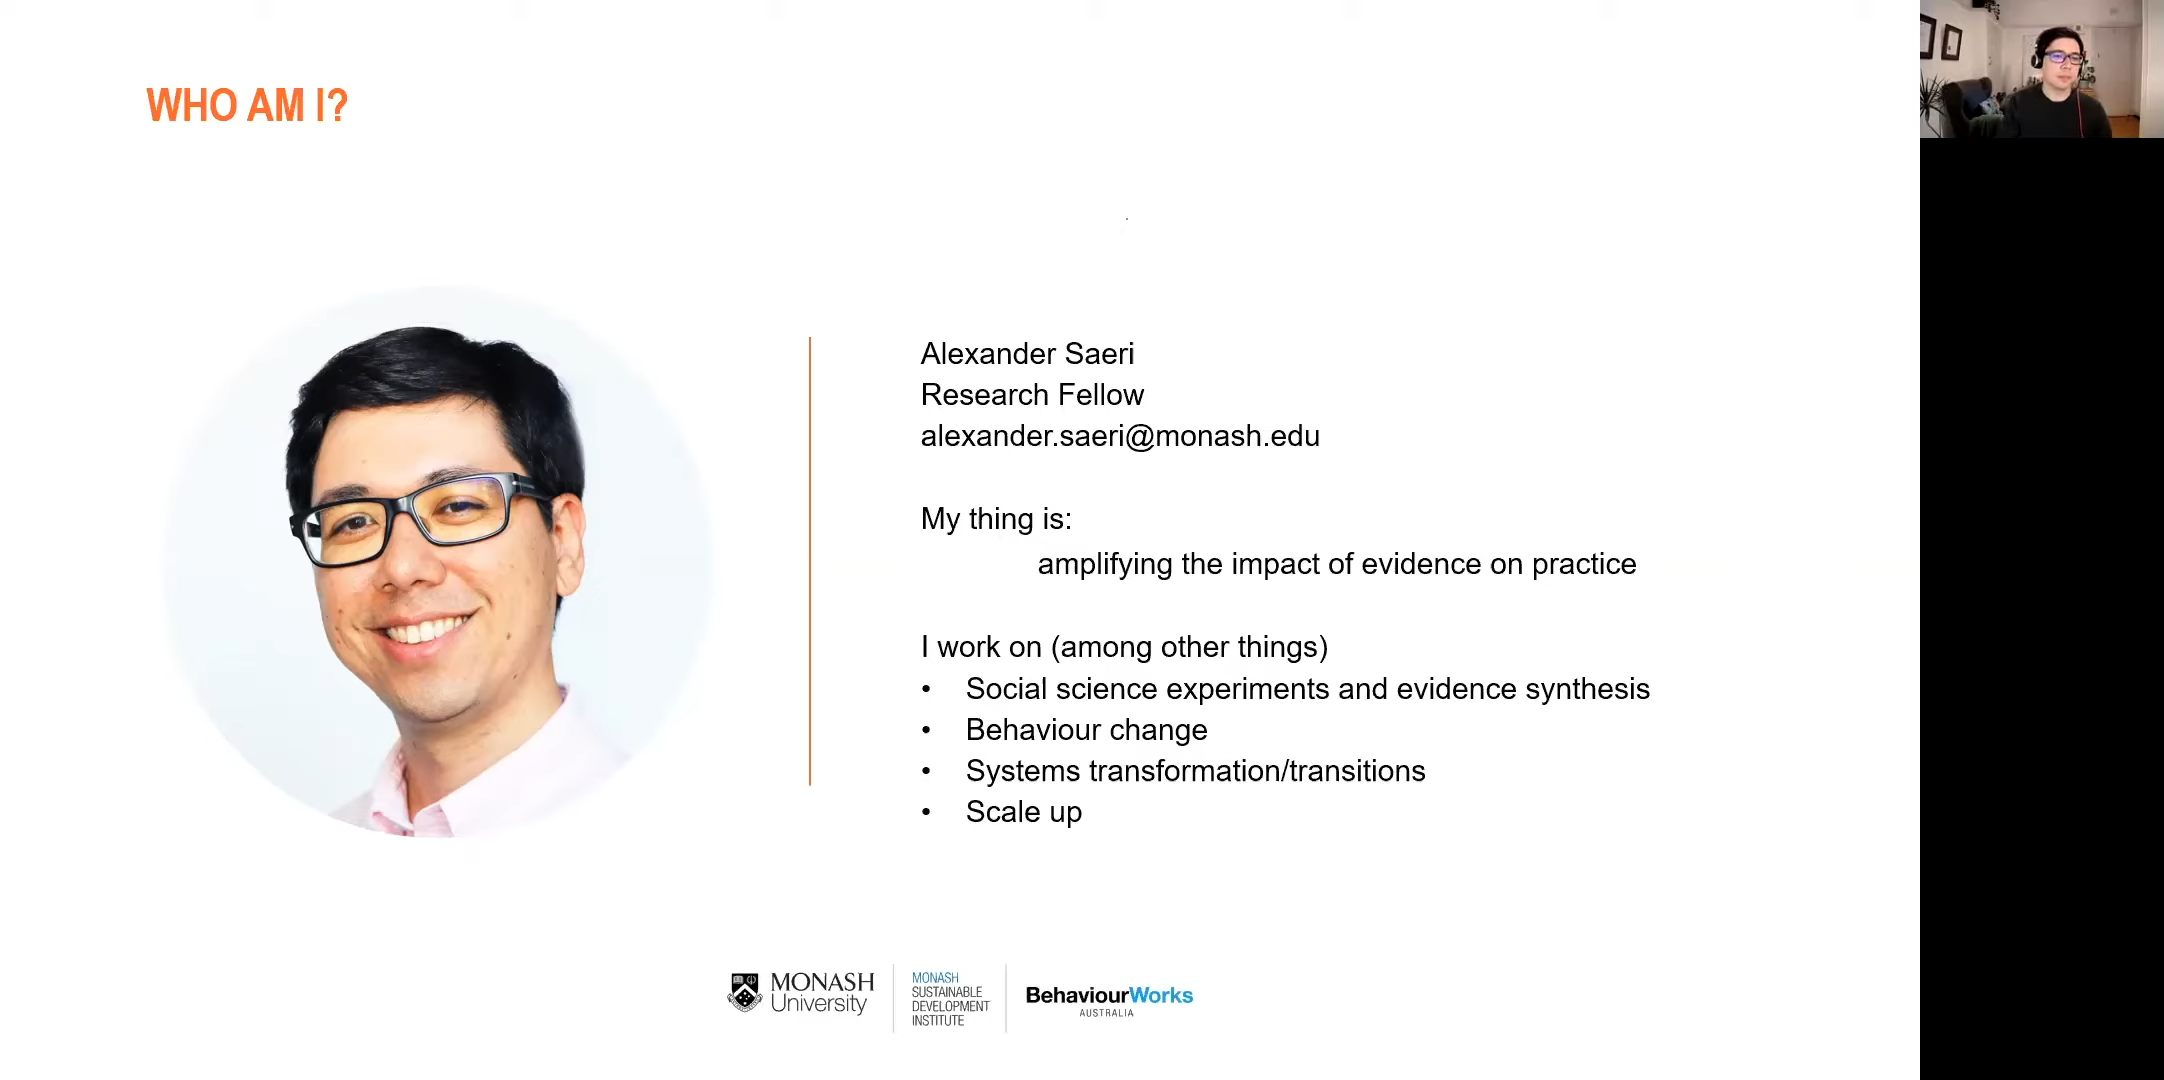 WHO AM I?
Alexander Saeri
Research Fellow
alexander.saeri@monash.edu
My thing is:
amplifying the impact of evidence on practice
I work on (among other things)
• Social science experiments and evidence synthesis
• Behaviour change
• Systems transformation/transitions
• Scale up
MONASH
University
MONASH
SUSTAINABLE
DEVELOPMENT
INSTITUTE
BehaviourWorks
AUSTRALIA